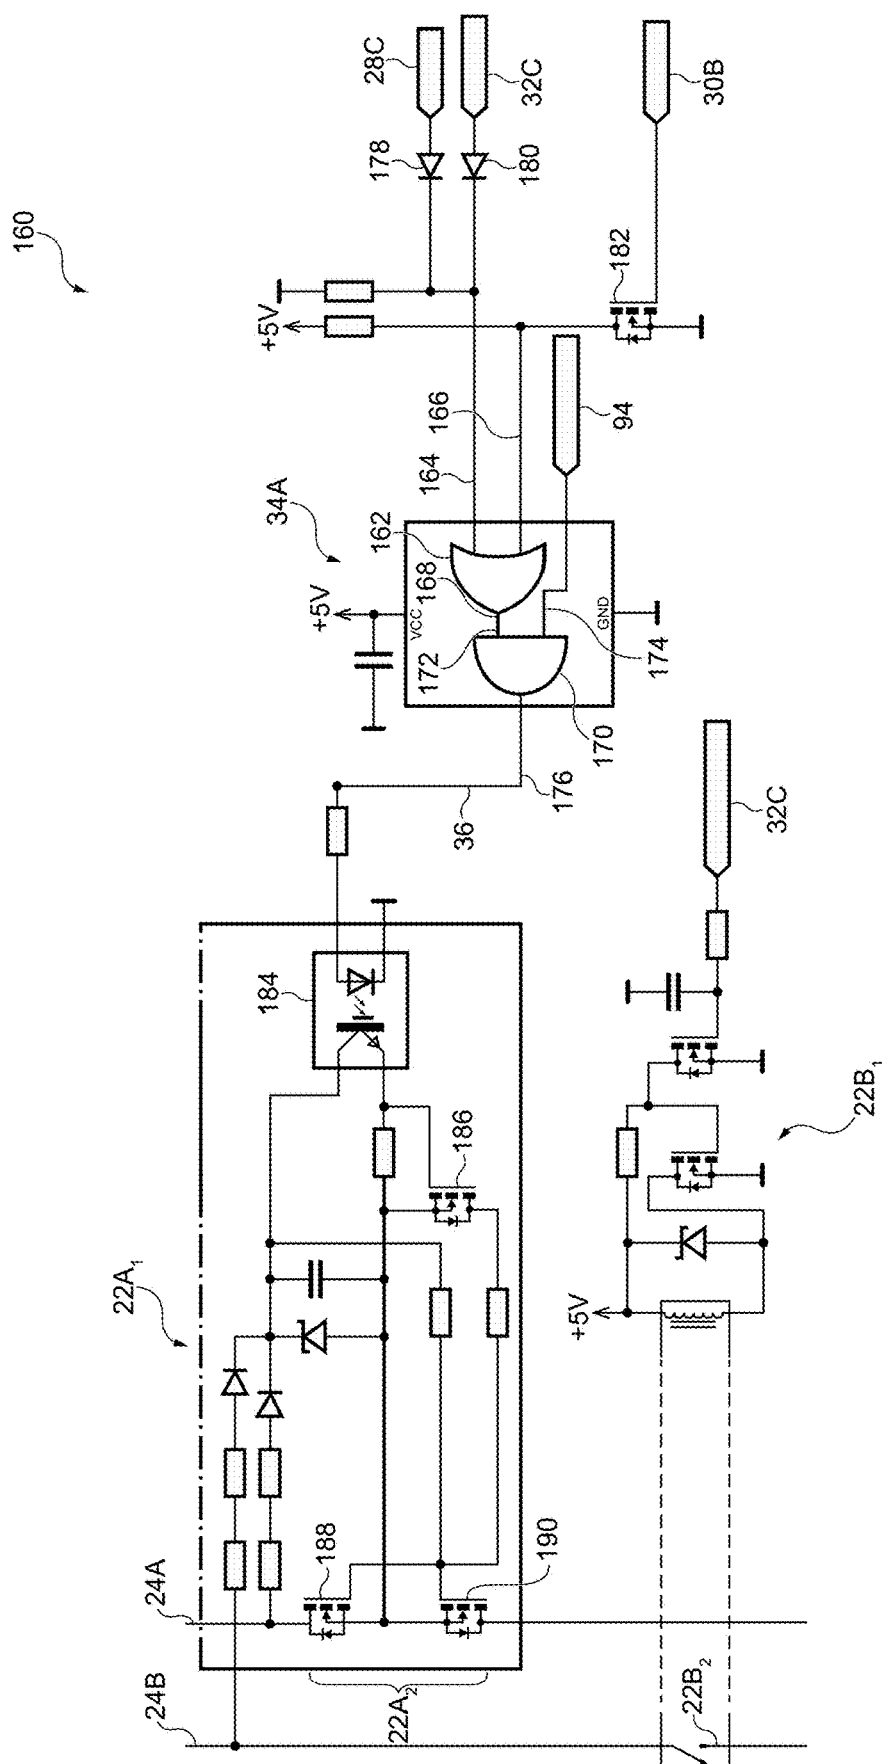 160
28C
178
32C
180
30B
182
+5V
94
166
164
34A
162
168
+5V
VCC
GND
172
174
170
176
36
32C
184
186
22B1
22A1
+5V
188
190
24A
24B
22A2
22B2